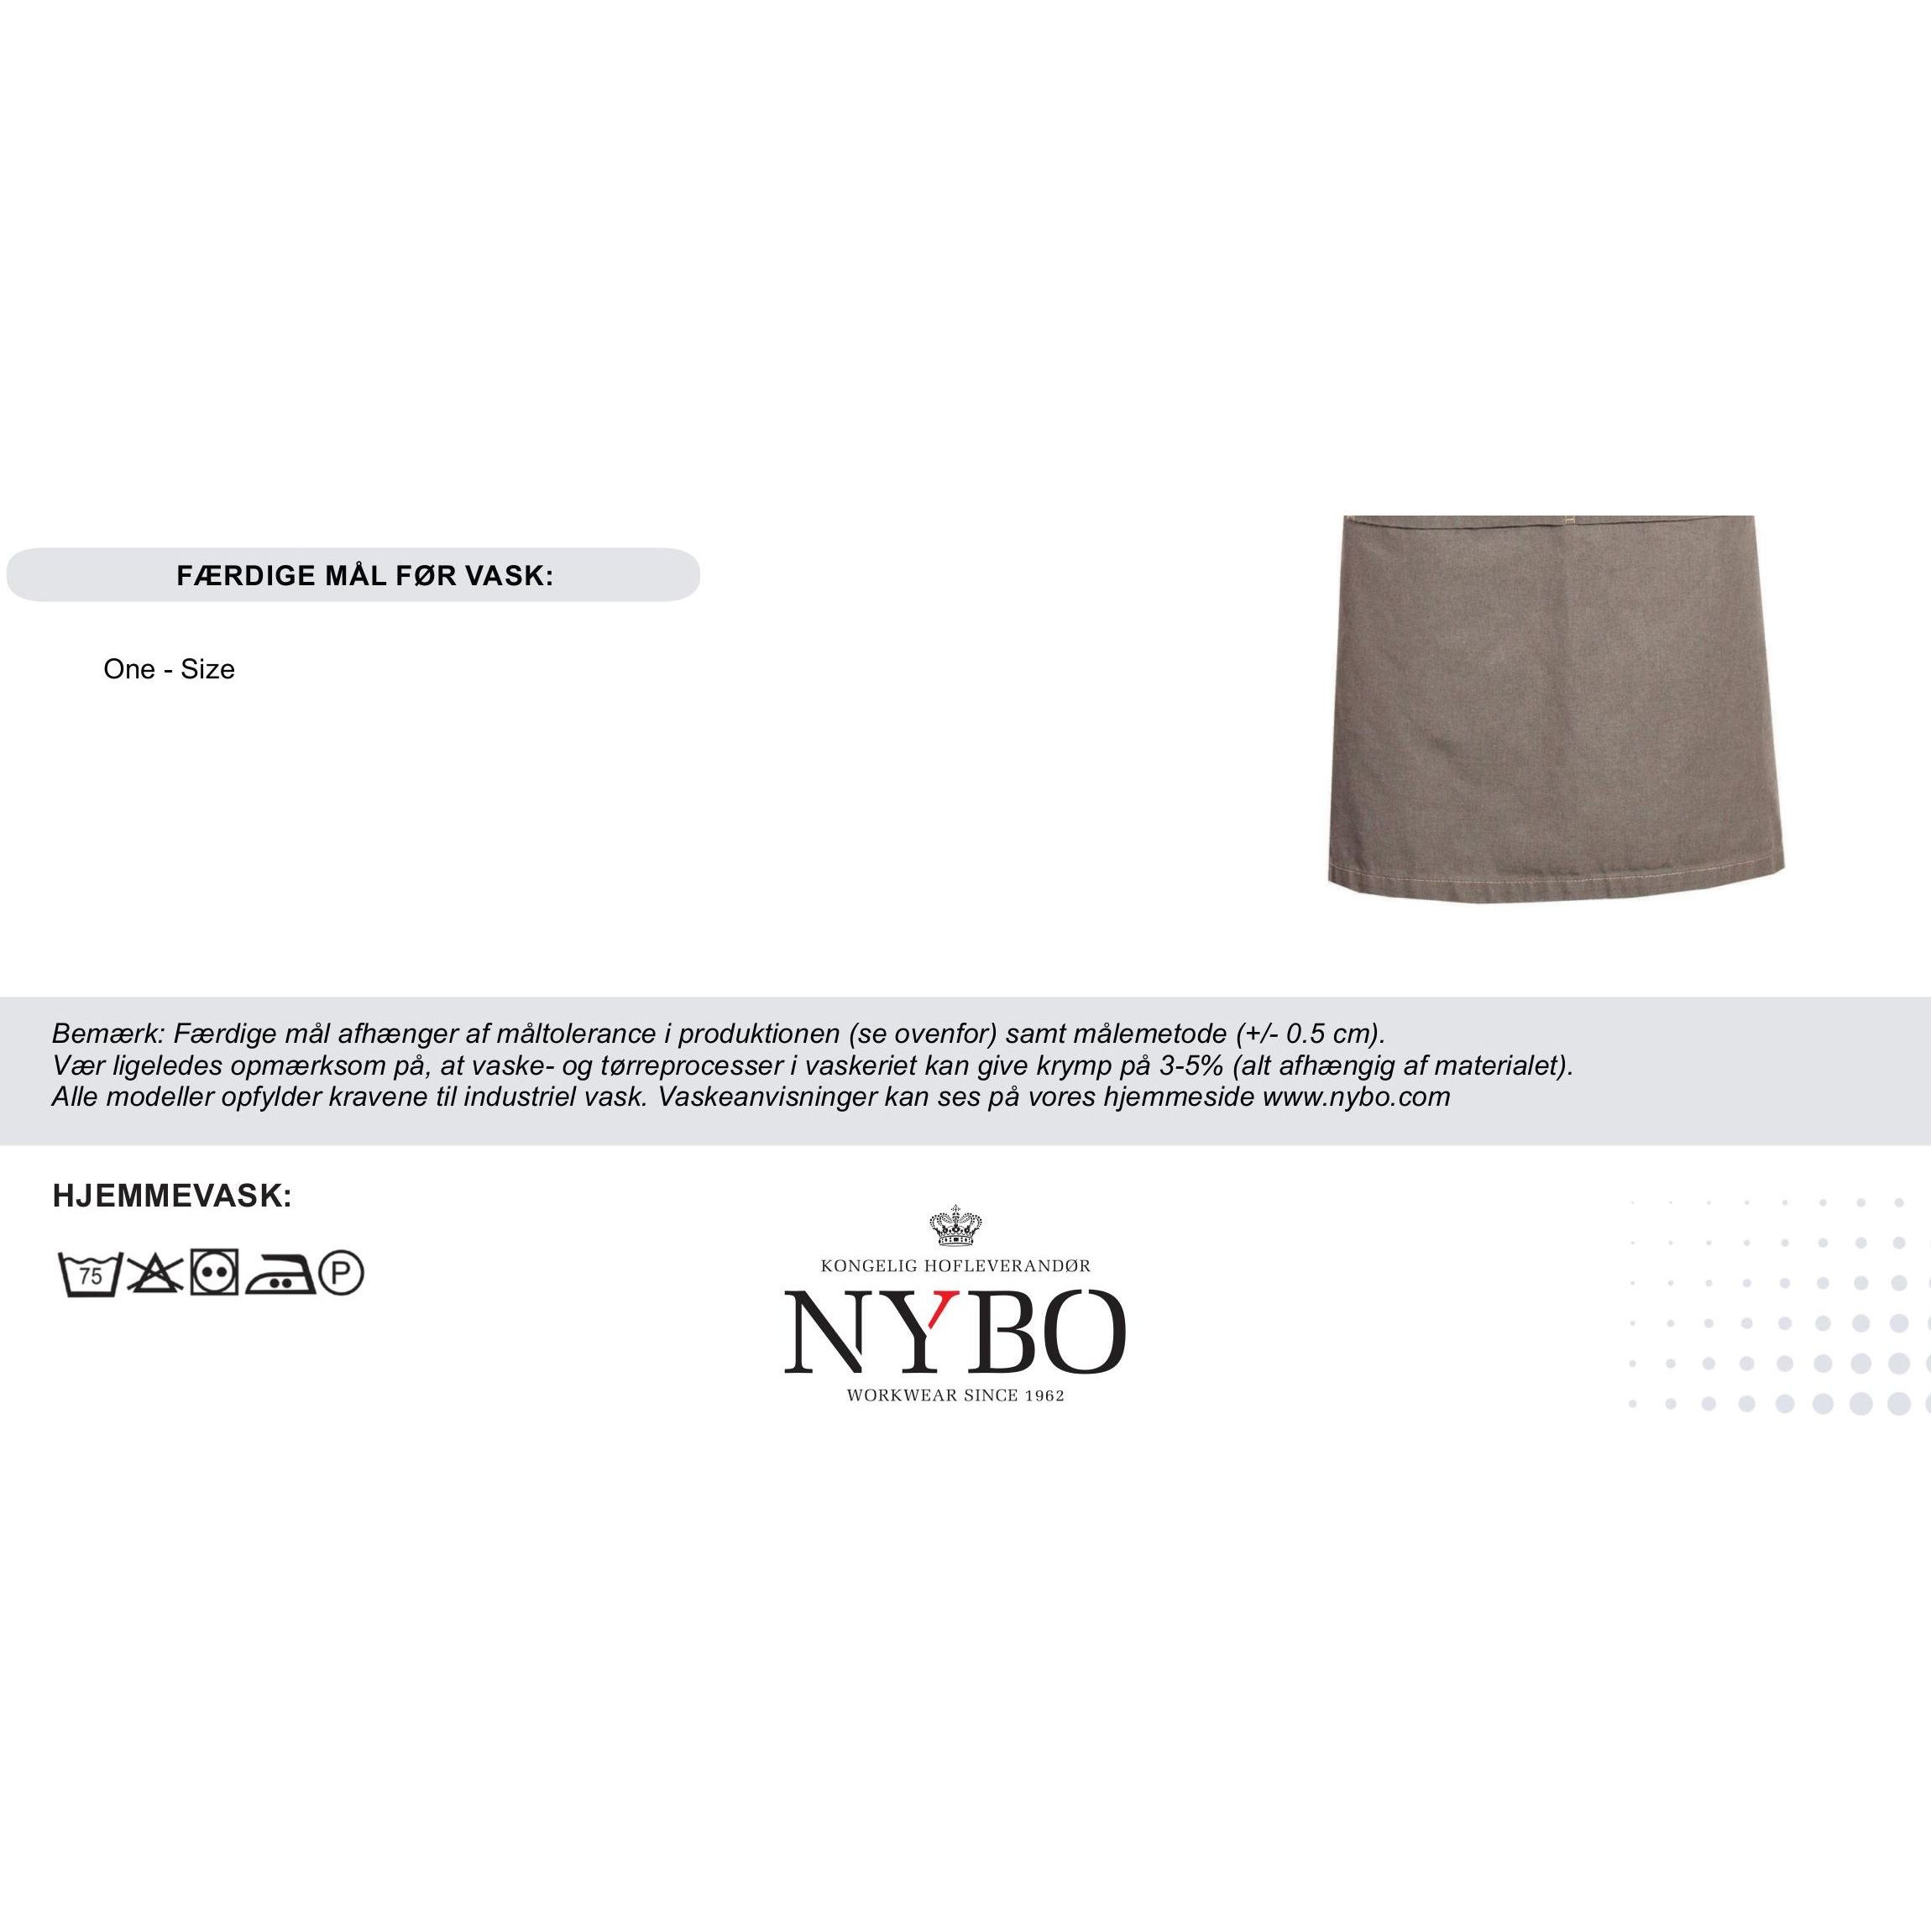 FÆRDIGE MÅL FØR VASK:
One - Size
Bemærk: Færdige mål afhænger af måltolerance i produktionen (se ovenfor) samt målemetode (+/- 0.5 cm).
Vær ligeledes opmærksom på, at vaske- og tørreprocesser i vaskeriet kan give krymp på 3-5% (alt afhængig af materialet).
Alle modeller opfylder kravene til industriel vask. Vaskeanvisninger kan ses på vores hjemmeside www.nybo.com
HJEMMEVASK:
75 P
KONGELIG HOFLEVERANDØR
NYBO
WORKWEAR SINCE 1962